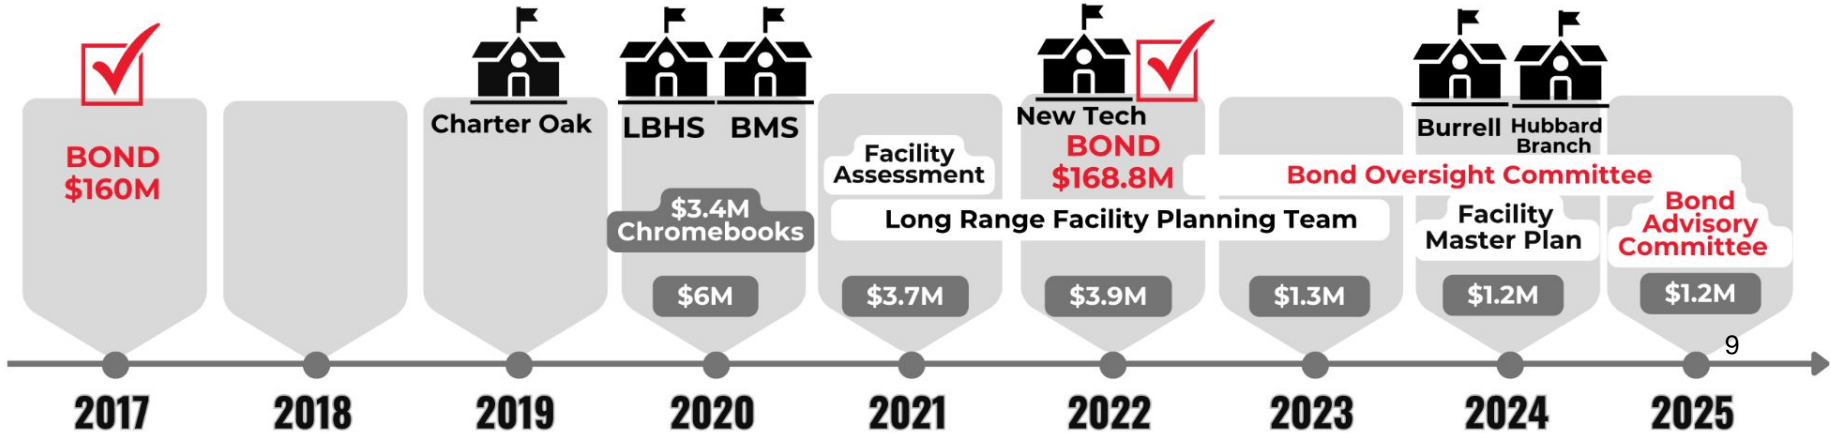 BOND
$160M
Charter Oak
LBHS
BMS
$3.4M
Chromebooks
$6M
Facility
Assessment
Long Range Facility Planning Team
$3.7M
New Tech
BOND
$168.8M
$3.9M
Bond Oversight Committee
$1.3M
Burrell
Hubbard
Branch
Facility
Master Plan
$1.2M
Bond
Advisory
Committee
$1.2M
9
2017
2018
2019
2020
2021
2022
2023
2024
2025